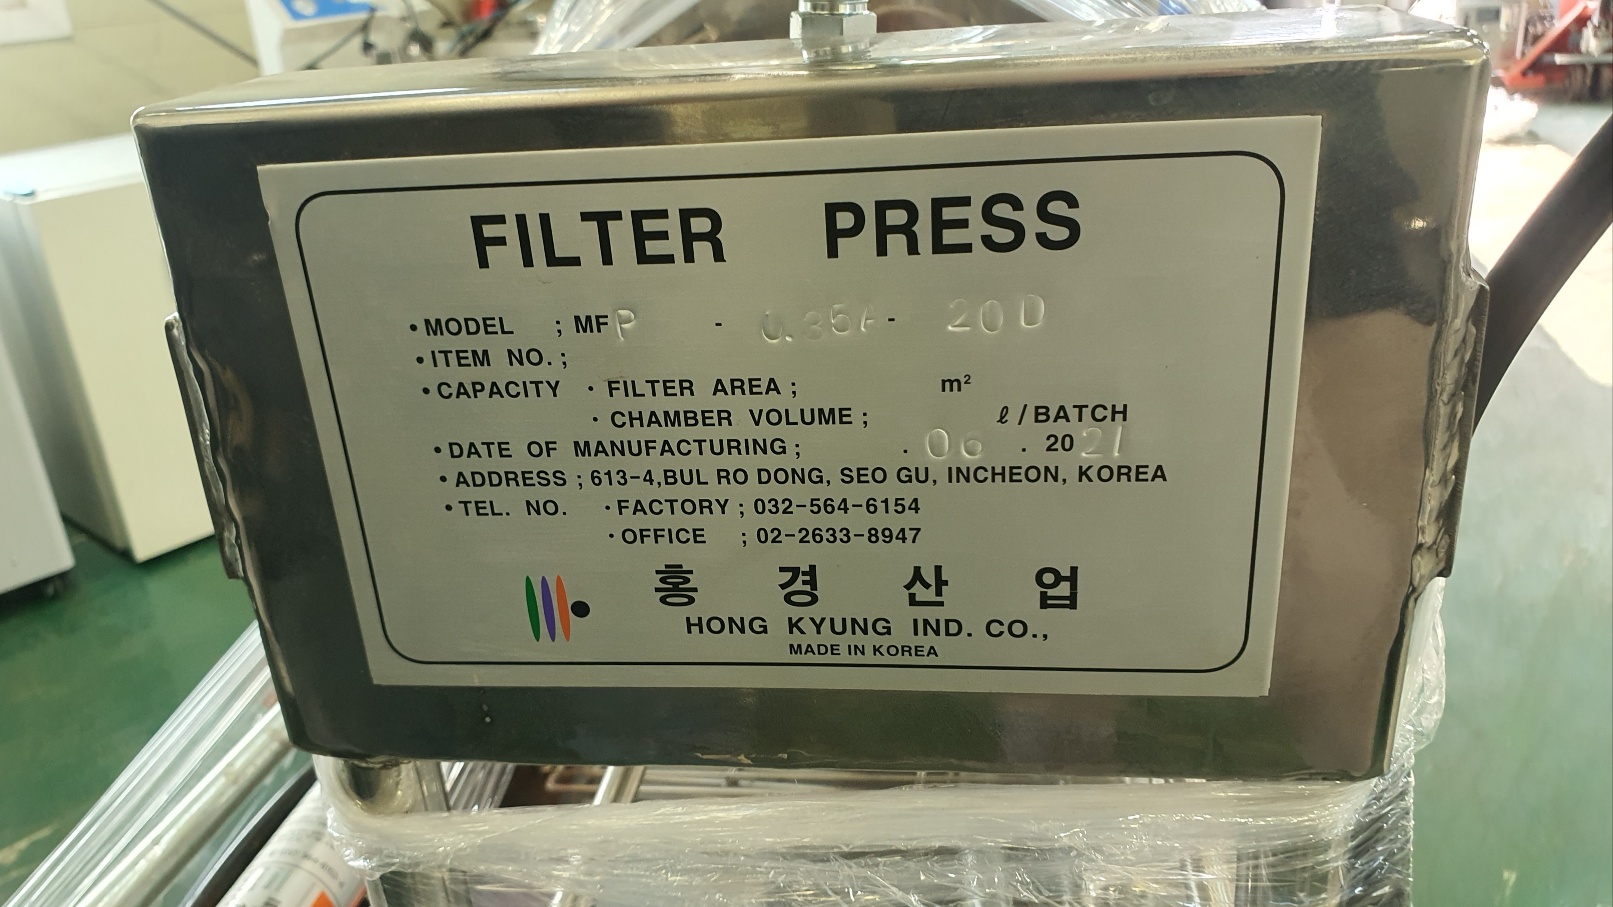 FILTER PRESS
• MODEL ; MFP - 0.35A - 20D
• ITEM NO. ;
• CAPACITY · FILTER AREA ; m²
· CHAMBER VOLUME ; ℓ / BATCH
• DATE OF MANUFACTURING ; . 06 . 2021
• ADDRESS ; 613-4,BUL RO DONG, SEO GU, INCHEON, KOREA
• TEL. NO. · FACTORY ; 032-564-6154
· OFFICE ; 02-2633-8947
홍 경 산 업
HONG KYUNG IND. CO.,
MADE IN KOREA